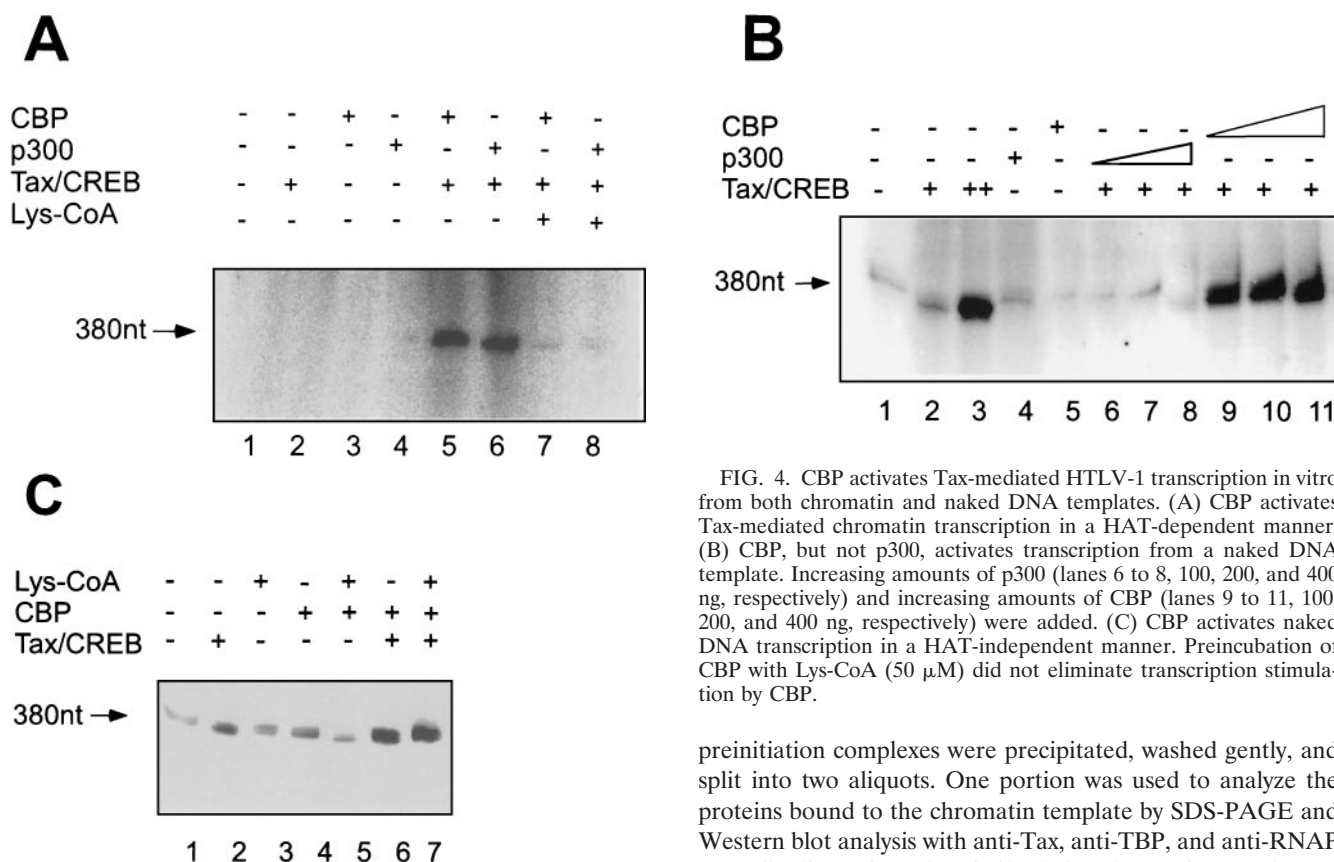 A
CBP - - + - + - + -
p300 - - - + - + - +
Tax/CREB - + - - + + + +
Lys-CoA - - - - - - + +
380nt
1 2 3 4 5 6 7 8
B
CBP - - - - + - - -
p300 - - - + - - - -
Tax/CREB - + ++ - - + + + + + +
380nt
1 2 3 4 5 6 7 8 9 10 11
C
Lys-CoA - - + - + - +
CBP - - - + + + +
Tax/CREB - + - - - + +
380nt
1 2 3 4 5 6 7
FIG. 4. CBP activates Tax-mediated HTLV-1 transcription in vitro
from both chromatin and naked DNA templates. (A) CBP activates
Tax-mediated chromatin transcription in a HAT-dependent manner
(B) CBP, but not p300, activates transcription from a naked DNA
template. Increasing amounts of p300 (lanes 6 to 8, 100, 200, and 400
ng, respectively) and increasing amounts of CBP (lanes 9 to 11, 100
200, and 400 ng, respectively) were added. (C) CBP activates naked
DNA transcription in a HAT-independent manner. Preincubation of
CBP with Lys-CoA (50 μM) did not eliminate transcription stimula-
tion by CBP.
preinitiation complexes were precipitated, washed gently, and
split into two aliquots. One portion was used to analyze the
proteins bound to the chromatin template by SDS-PAGE and
Western blot analysis with anti-Tax, anti-TBP, and anti-RNAP